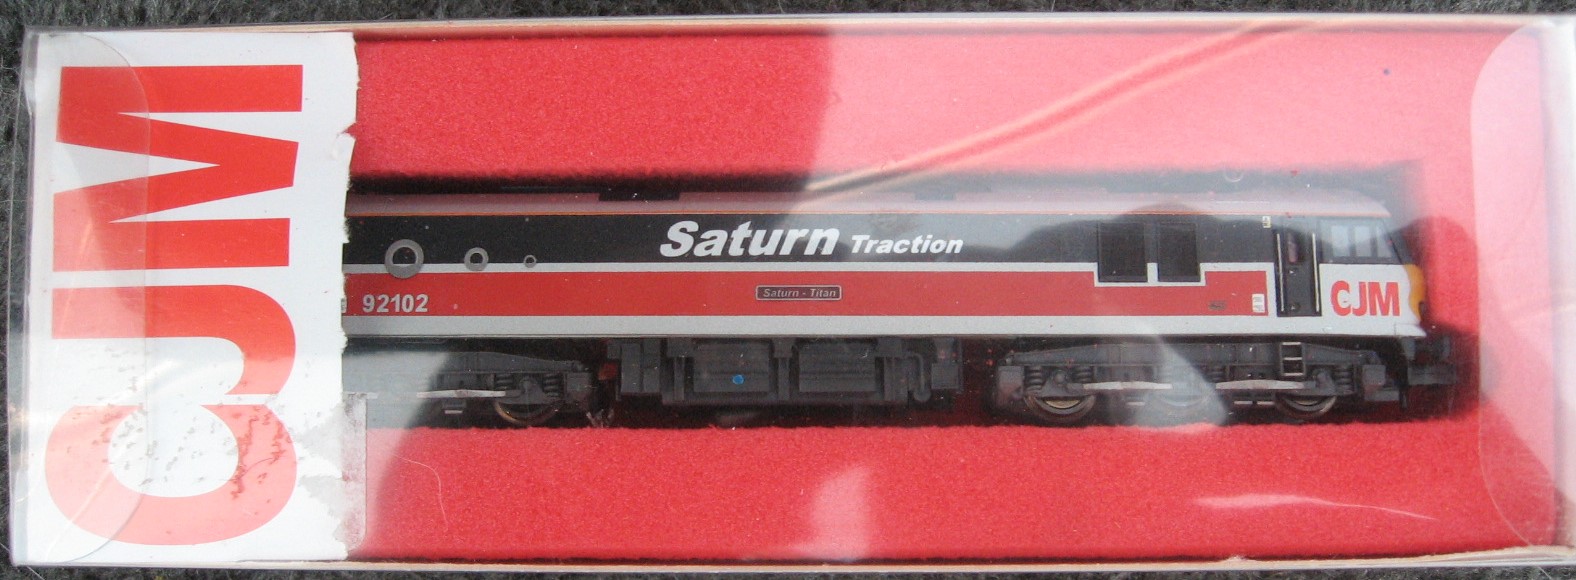 CJM
Saturn Traction
Saturn - Titan
92102
CJM